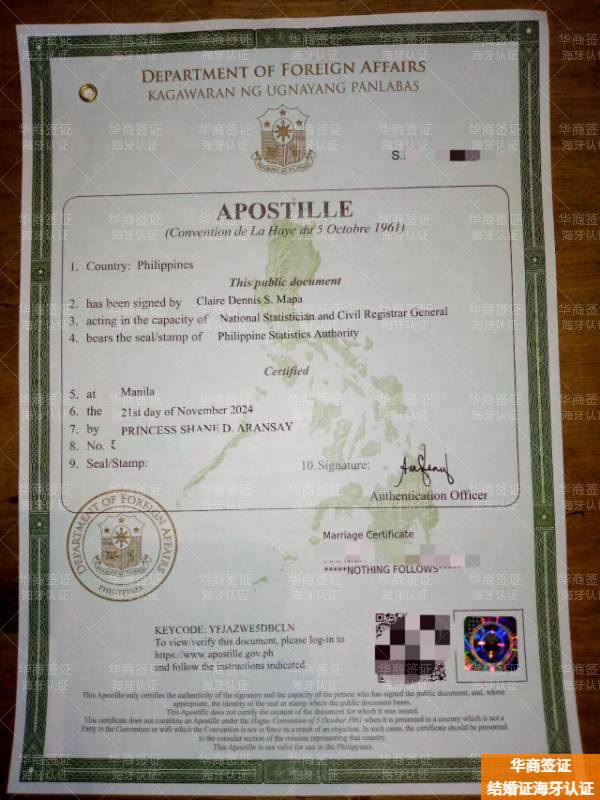 DEPARTMENT OF FOREIGN AFFAIRS
KAGAWARAN NG UGNAYANG PANLABAS
S..
APOSTILLE
(Convention de La Haye du 5 Octobre 1961)
1. Country: Philippines
This public document
2. has been signed by Claire Dennis S. Mapa
3. acting in the capacity of National Statistician and Civil Registrar General
4. bears the seal/stamp of Philippine Statistics Authority
Certified
5. at Manila
6. the 21st day of November 2024
7. by PRINCESS SHANE D. ARANSAY
8. No.
9. Seal/Stamp:
10. Signature:
Authentication Officer
DEPARTMENT OF FOREIGN AFFAIRS
PHILIPPINES
Marriage Certificate
*****NOTHING FOLLOWS*****
KEYCODE: YFJAZWE5DBCLN
To view/verify this document, please log-in to
https://www.apostille.gov.ph
and follow the instructions indicated.
This Apostille only certifies the authenticity of the signature and the capacity of the person who has signed the public document, and, where
appropriate, the identity of the seal or stamp which the public document bears.
This Apostille does not certify the content of the document for which it was issued.
This certificate does not constitute an Apostille under the Hague Convention of 5 October 1961 when it is presented in a country which is not a
Party to the Convention or with which the Convention is not in force as a result of an objection. In such cases, the certificate should be presented
to the consular section of the mission representing that country.
This Apostille is not valid for use in the Philippines.
华商签证
海牙认证
华商签证
结婚证海牙认证